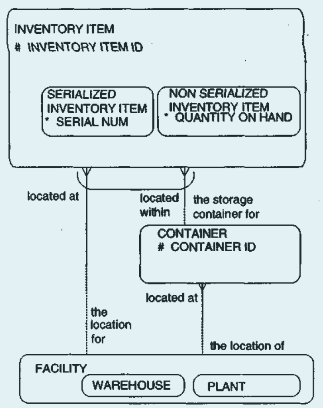 INVENTORY ITEM
# INVENTORY ITEM ID
SERIALIZED
INVENTORY ITEM
* SERIAL NUM
NON SERIALIZED
INVENTORY ITEM
* QUANTITY ON HAND
located at
located
within
the storage
container for
CONTAINER
# CONTAINER ID
located at
the
location
for
the location of
FACILITY
WAREHOUSE
PLANT